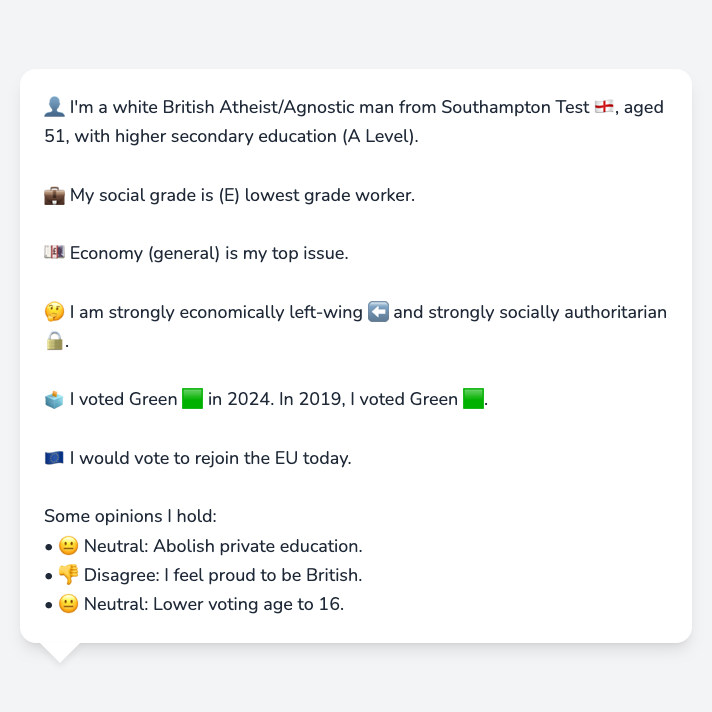 👤 I'm a white British Atheist/Agnostic man from Southampton Test 🏴󠁧󠁢󠁥󠁮󠁧󠁿, aged
51, with higher secondary education (A Level).
💼 My social grade is (E) lowest grade worker.
💷 Economy (general) is my top issue.
🤔 I am strongly economically left-wing ⬅️ and strongly socially authoritarian
🔒.
🗳️ I voted Green 🟩 in 2024. In 2019, I voted Green 🟩.
🇪🇺 I would vote to rejoin the EU today.
Some opinions I hold:
• 😐 Neutral: Abolish private education.
• 👎 Disagree: I feel proud to be British.
• 😐 Neutral: Lower voting age to 16.